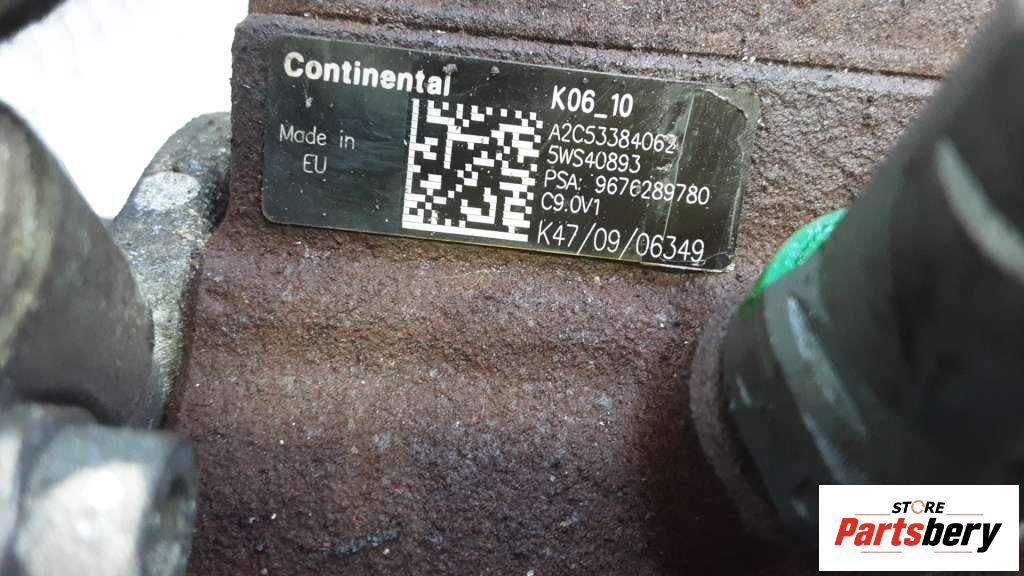 Continental
Made in
EU
K06_10
A2C53384062
5WS40893
PSA: 9676289780
C9.0V1
K47/09/06349
STORE
Partsbery